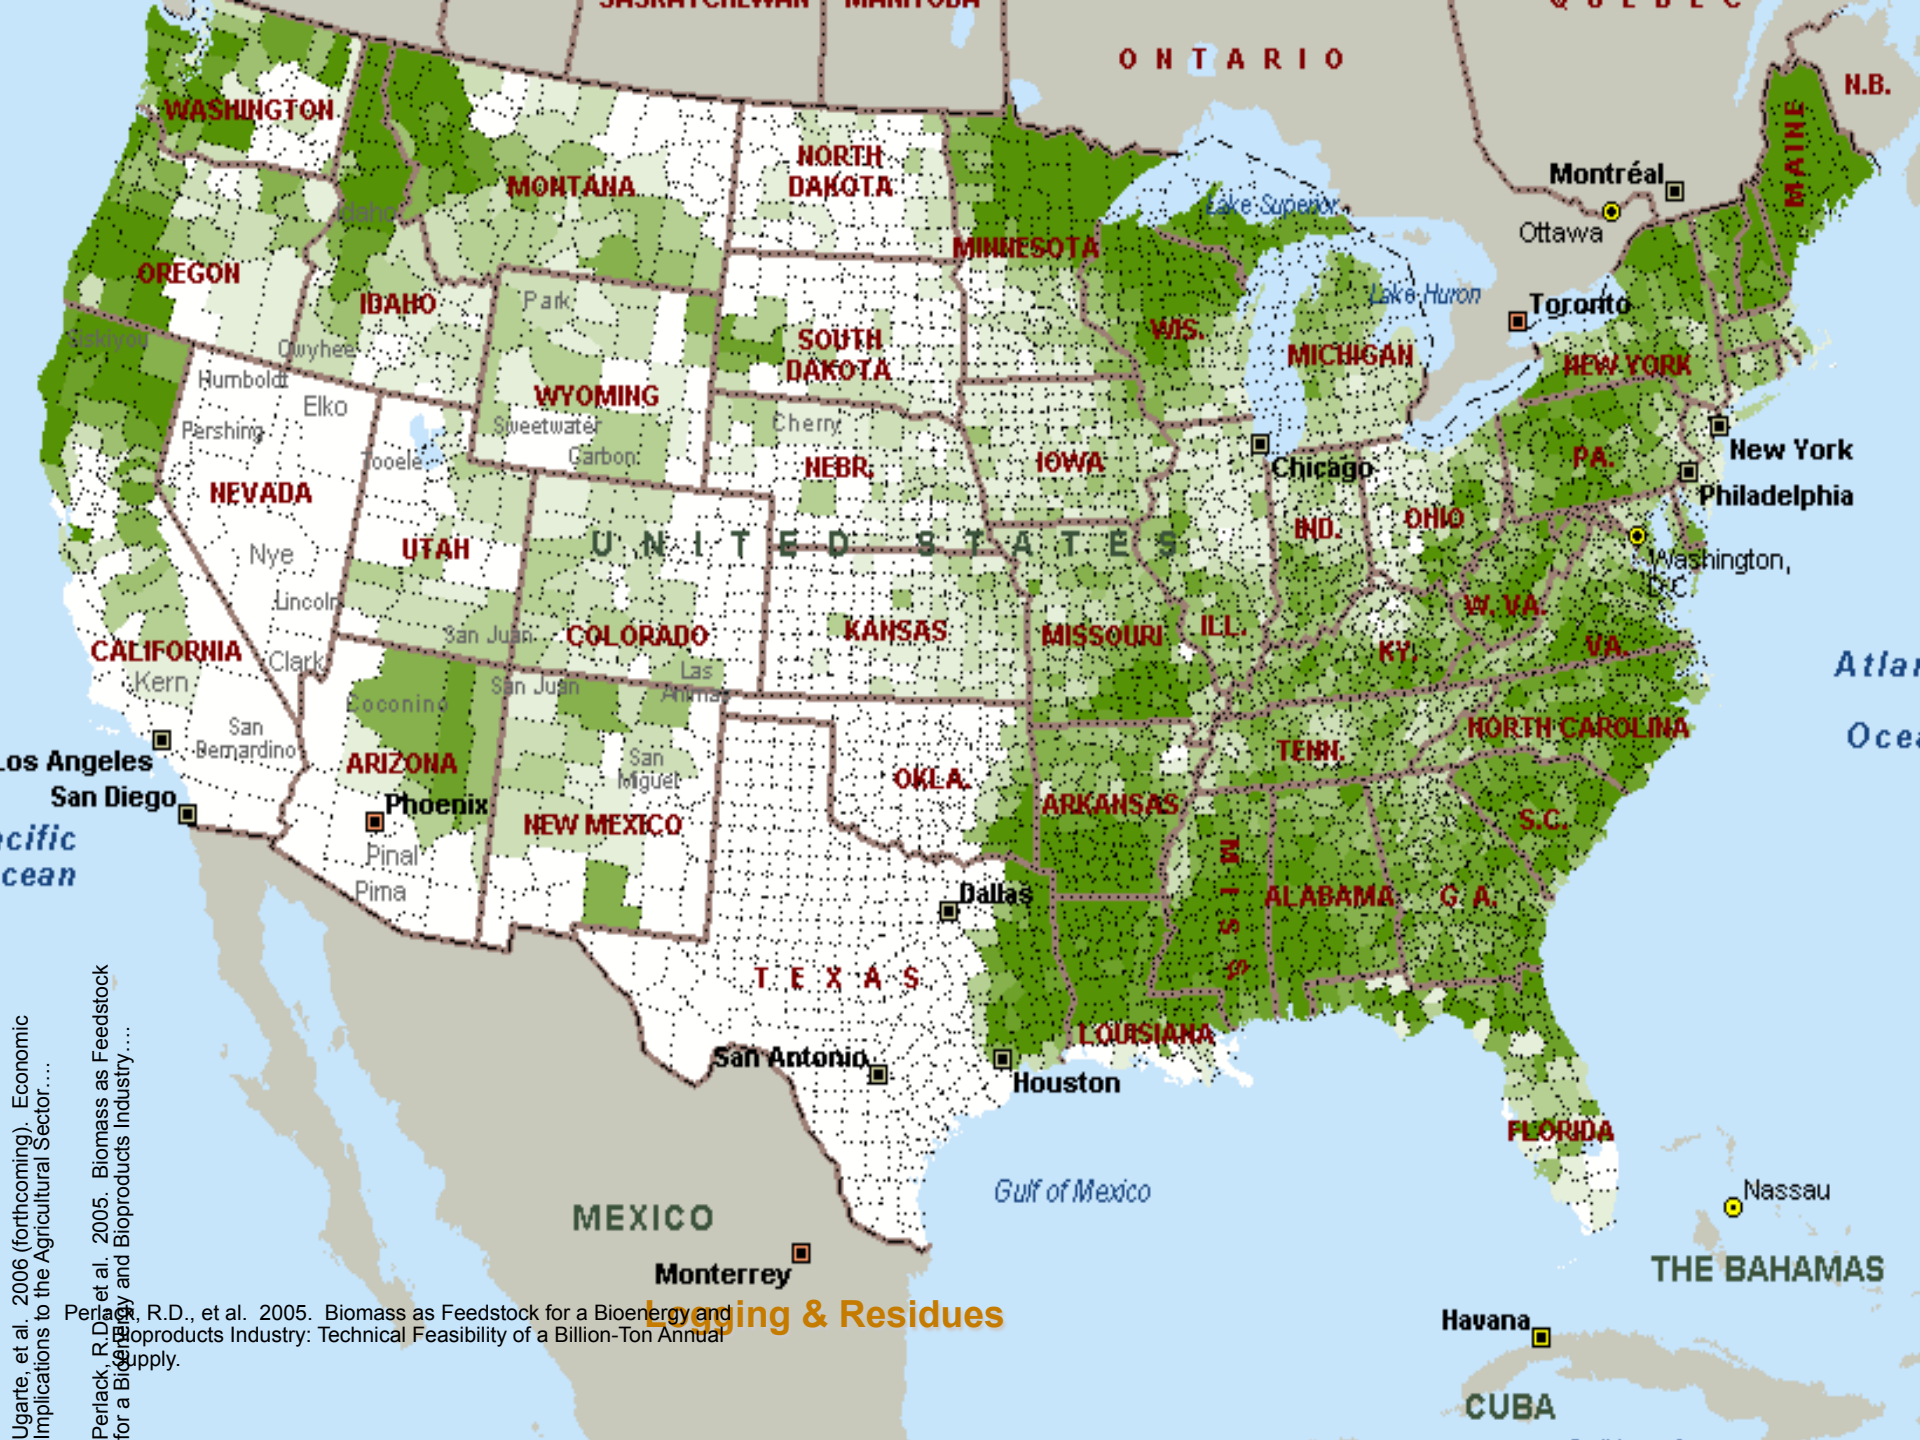 SASKATCHEWAN
MANITOBA
QUEBEC
ONTARIO
N.B.
MAINE
WASHINGTON
MONTANA
NORTH
DAKOTA
MINNESOTA
Lake Superior
Montréal
Ottawa
Idaho
OREGON
IDAHO
Park
Lake Huron
Toronto
Siskiyou
Owyhee
SOUTH
DAKOTA
WIS.
MICHIGAN
NEW YORK
Humboldt
Elko
WYOMING
Pershing
Sweetwater
Cherry
Tooele
Carbon
NEBR.
IOWA
Chicago
PA.
New York
Philadelphia
NEVADA
OHIO
IND.
UTAH
UNITED STATES
Nye
Washington,
D.C.
Lincoln
San Juan
COLORADO
KANSAS
MISSOURI
ILL.
W. VA.
KY.
VA.
CALIFORNIA
Clark
Kern
Las
Animas
San Juan
Coconino
Atlan
Ocea
San
Bernardino
NORTH CAROLINA
TENN.
Los Angeles
ARIZONA
San
Miguel
OKLA.
San Diego
Phoenix
NEW MEXICO
ARKANSAS
S.C.
cific
cean
Pinal
Pima
Dallas
MISS
ALABAMA
G A.
TEXAS
LOUISIANA
San Antonio
Houston
FLORIDA
Gulf of Mexico
Nassau
MEXICO
Monterrey
THE BAHAMAS
Havana
CUBA
Logging & Residues
Perlack, R.D., et al. 2005. Biomass as Feedstock for a Bioenergy and
Bioproducts Industry: Technical Feasibility of a Billion-Ton Annual
Supply.
Ugarte, et al. 2006 (forthcoming). Economic
Implications to the Agricultural Sector….
Perlack, R.D., et al. 2005. Biomass as Feedstock
for a Bioenergy and Bioproducts Industry….